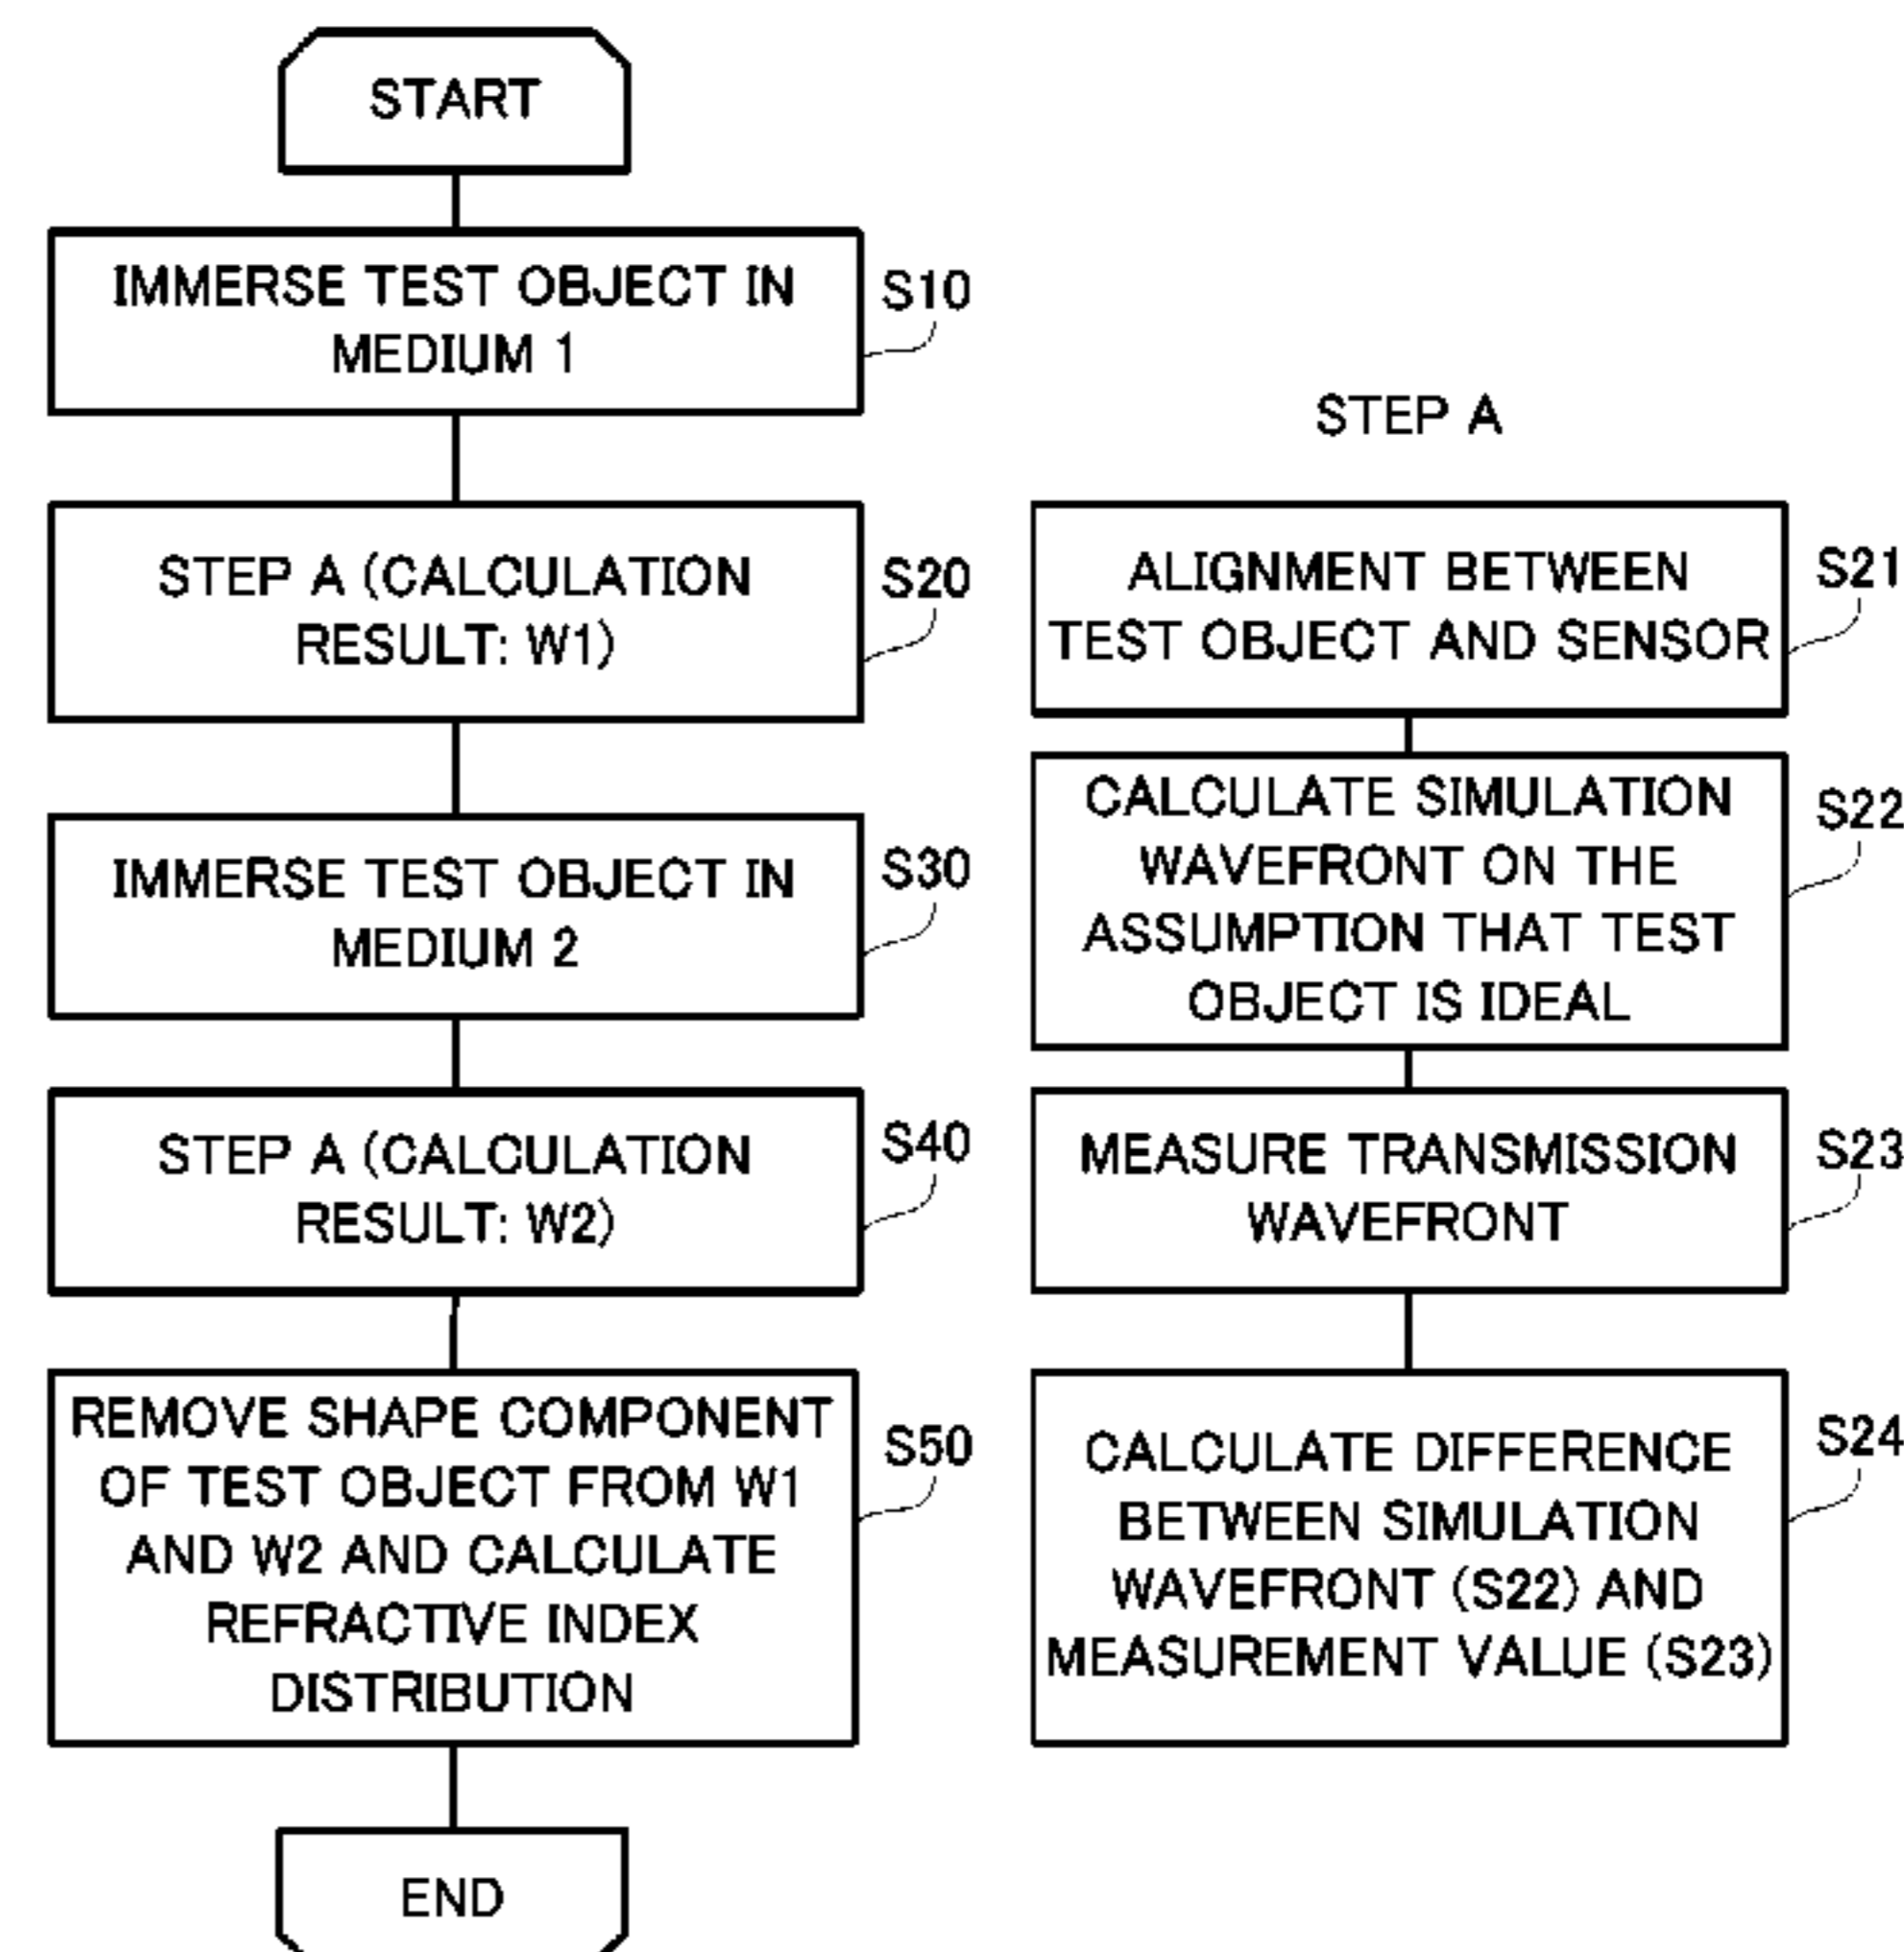 START
IMMERSE TEST OBJECT IN
MEDIUM 1
S10
STEP A (CALCULATION
RESULT: W1)
S20
IMMERSE TEST OBJECT IN
MEDIUM 2
S30
STEP A (CALCULATION
RESULT: W2)
S40
REMOVE SHAPE COMPONENT
OF TEST OBJECT FROM W1
AND W2 AND CALCULATE
REFRACTIVE INDEX
DISTRIBUTION
S50
END
STEP A
ALIGNMENT BETWEEN
TEST OBJECT AND SENSOR
S21
CALCULATE SIMULATION
WAVEFRONT ON THE
ASSUMPTION THAT TEST
OBJECT IS IDEAL
S22
MEASURE TRANSMISSION
WAVEFRONT
S23
CALCULATE DIFFERENCE
BETWEEN SIMULATION
WAVEFRONT (S22) AND
MEASUREMENT VALUE (S23)
S24